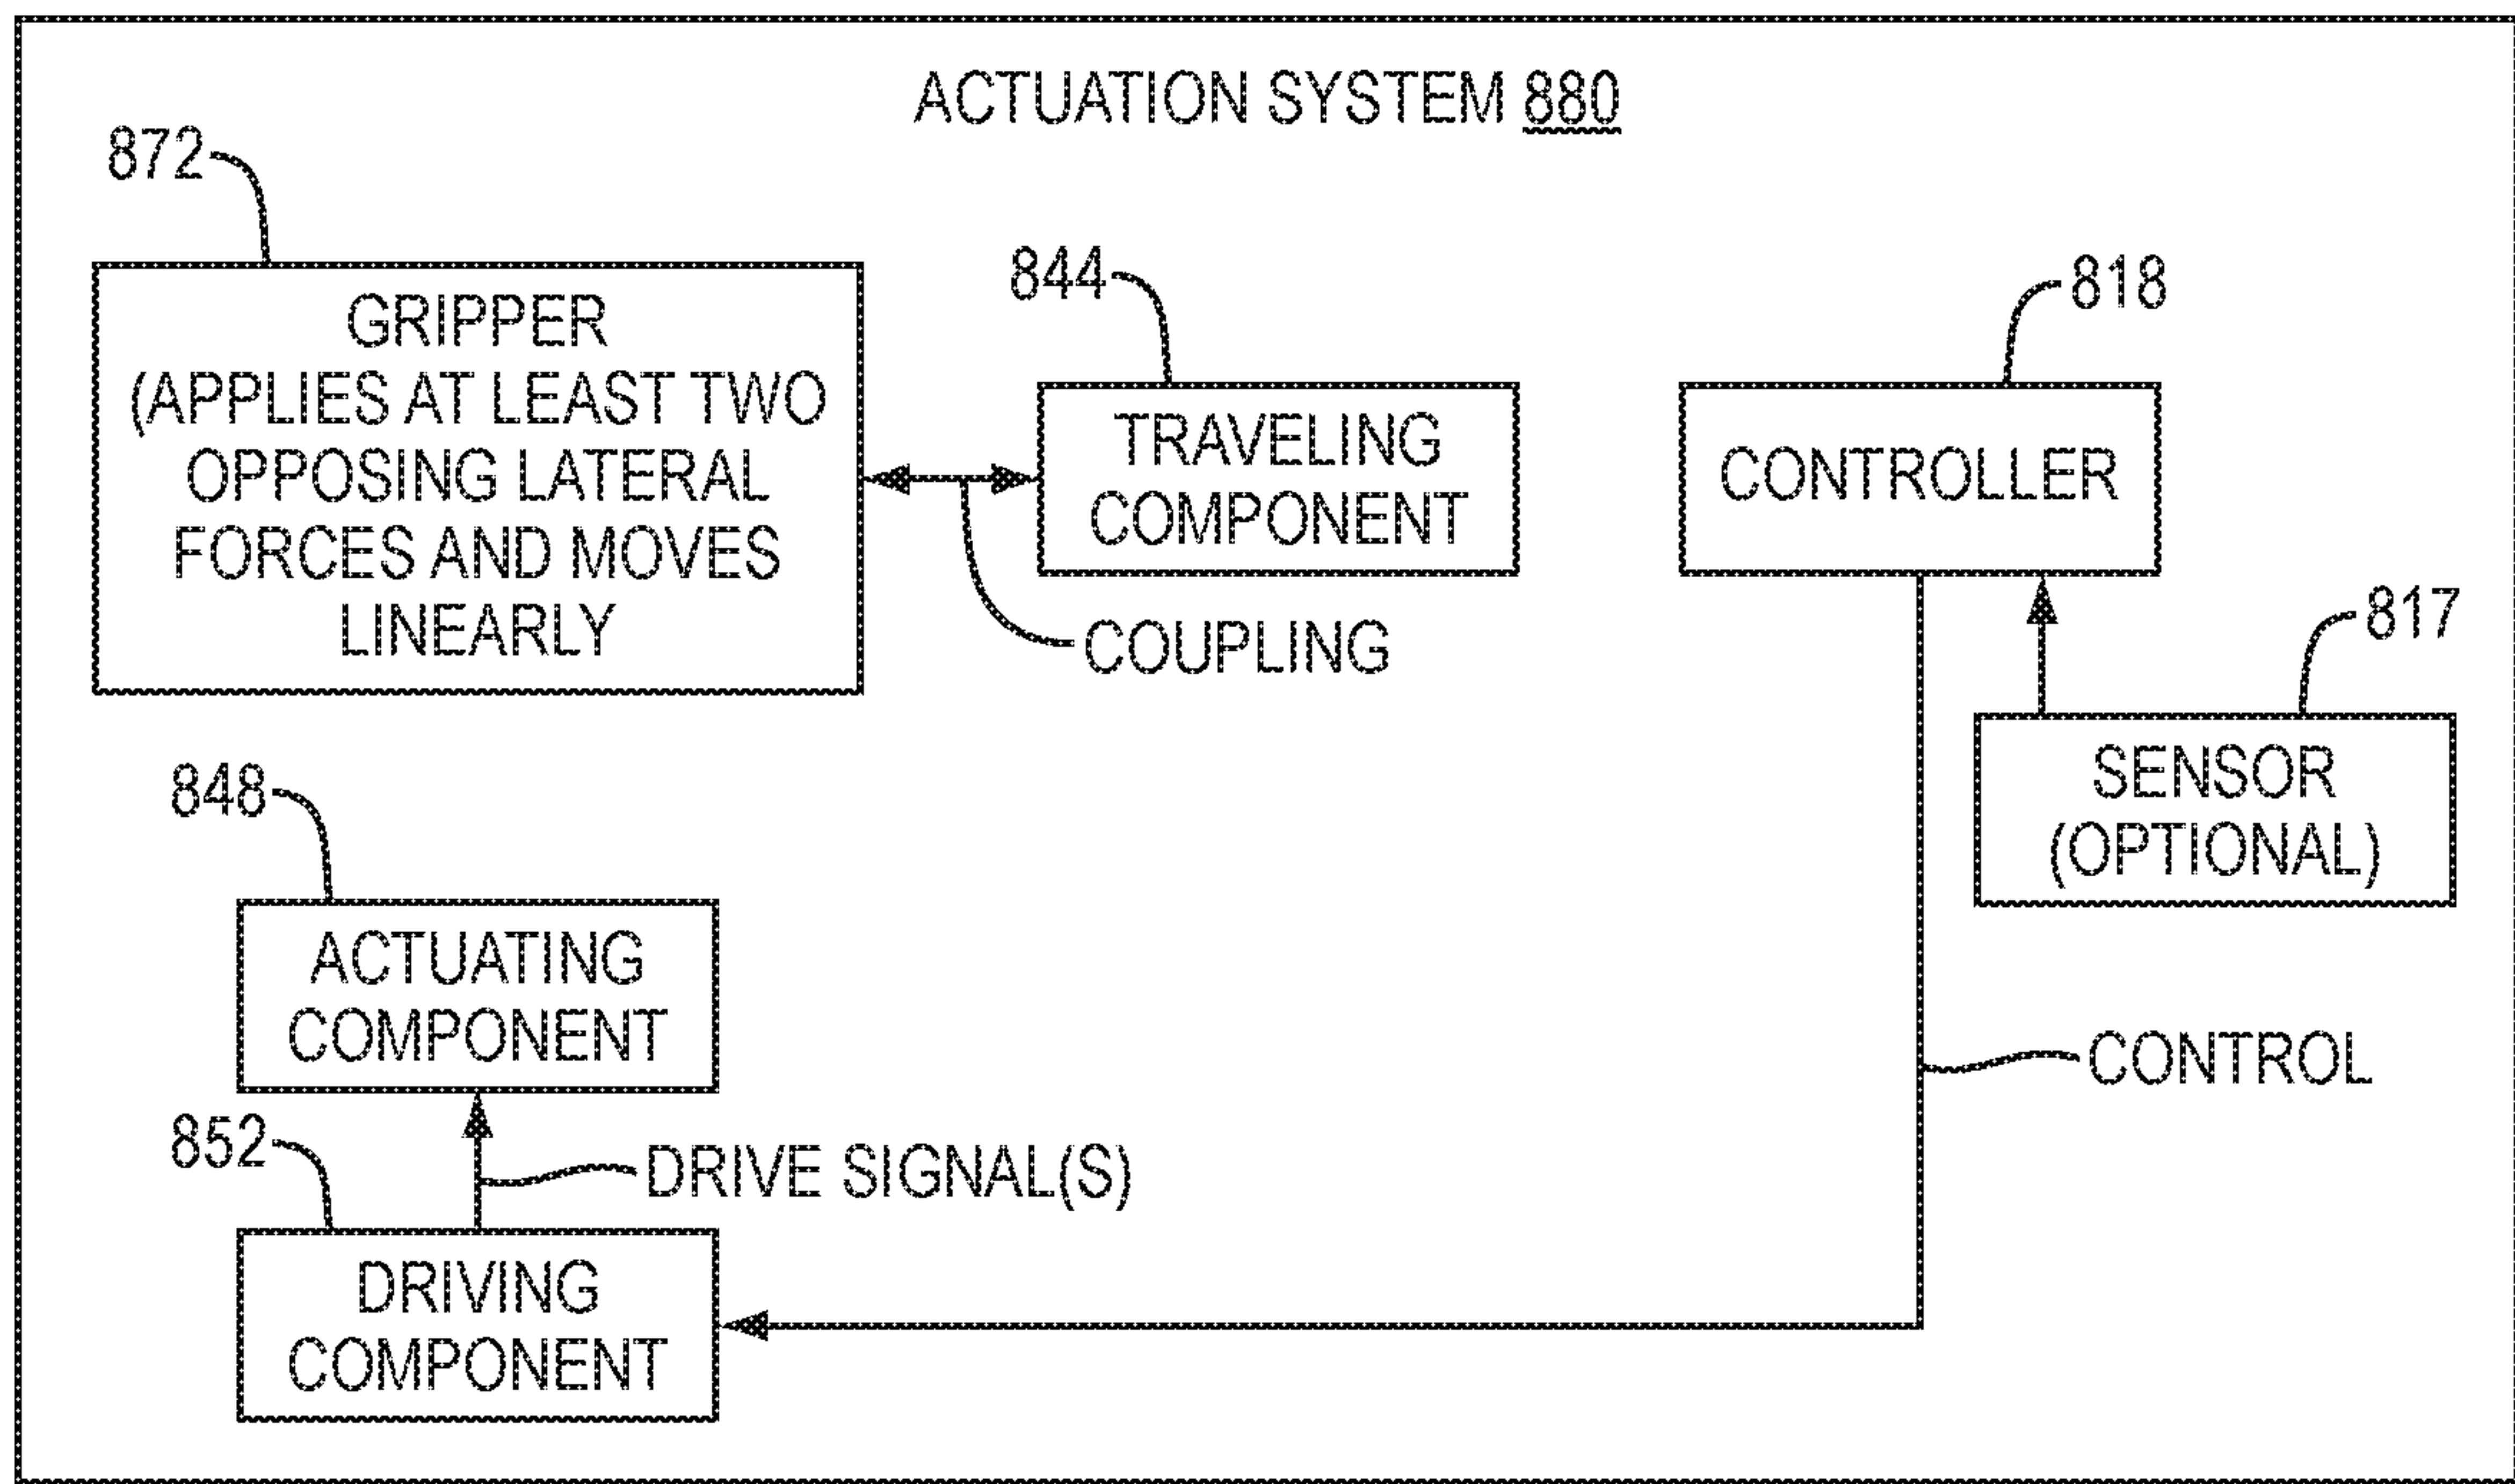 ACTUATION SYSTEM 880
872
GRIPPER
(APPLIES AT LEAST TWO
OPPOSING LATERAL
FORCES AND MOVES
LINEARLY
844
TRAVELING
COMPONENT
COUPLING
818
CONTROLLER
817
SENSOR
(OPTIONAL)
848
ACTUATING
COMPONENT
CONTROL
852
DRIVE SIGNAL(S)
DRIVING
COMPONENT